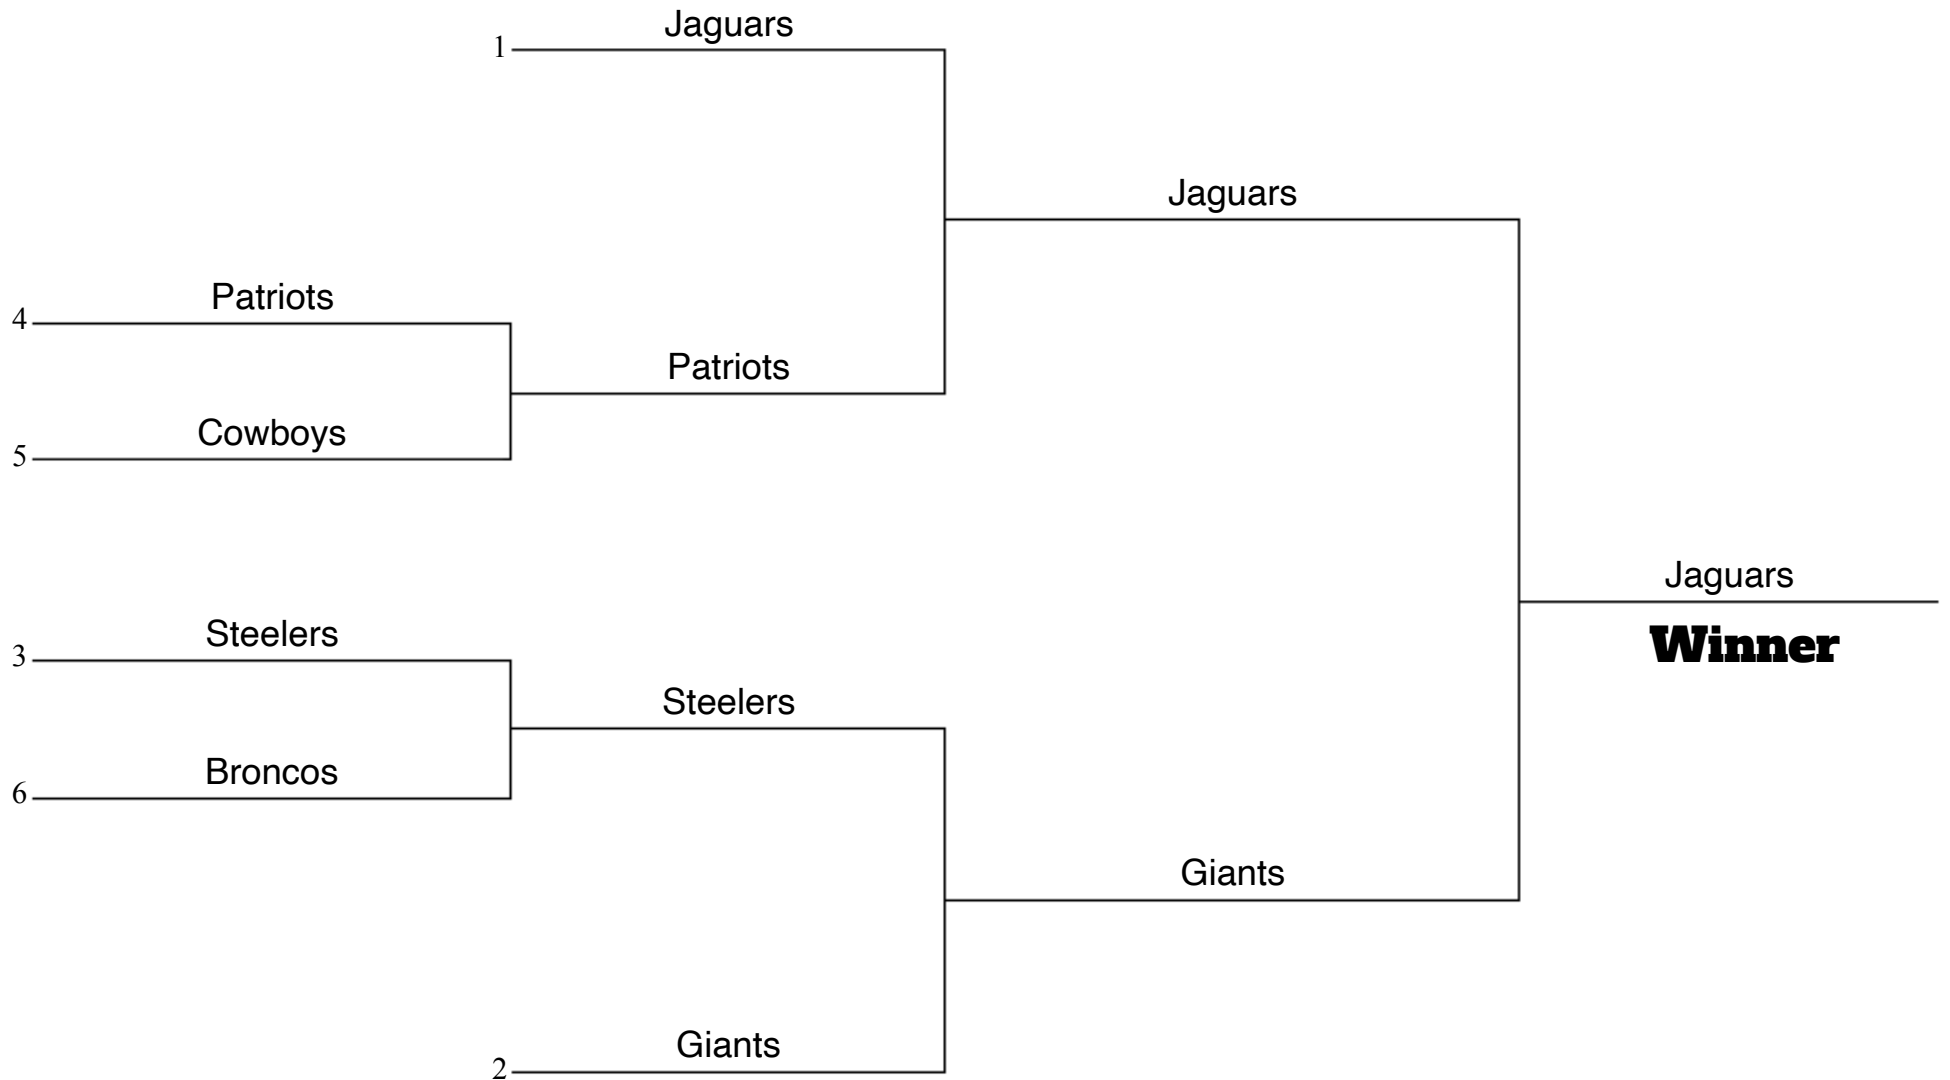 Jaguars
1
Jaguars
Patriots
4
Patriots
Cowboys
5
Jaguars
Winner
Steelers
3
Steelers
Broncos
6
Giants
Giants
2